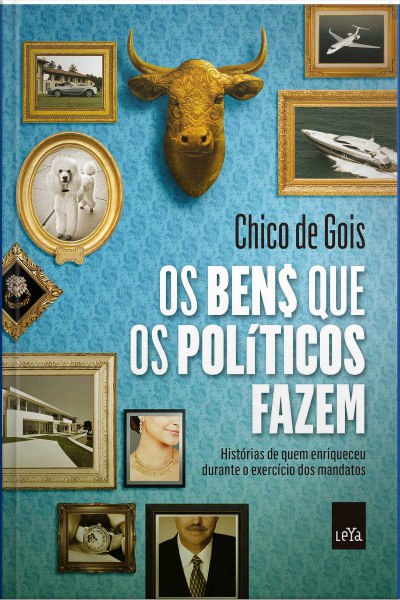 Chico de Gois
OS BEN$ QUE
OS POLÍTICOS
FAZEM
Histórias de quem enriqueceu
durante o exercício dos mandatos
LeYa